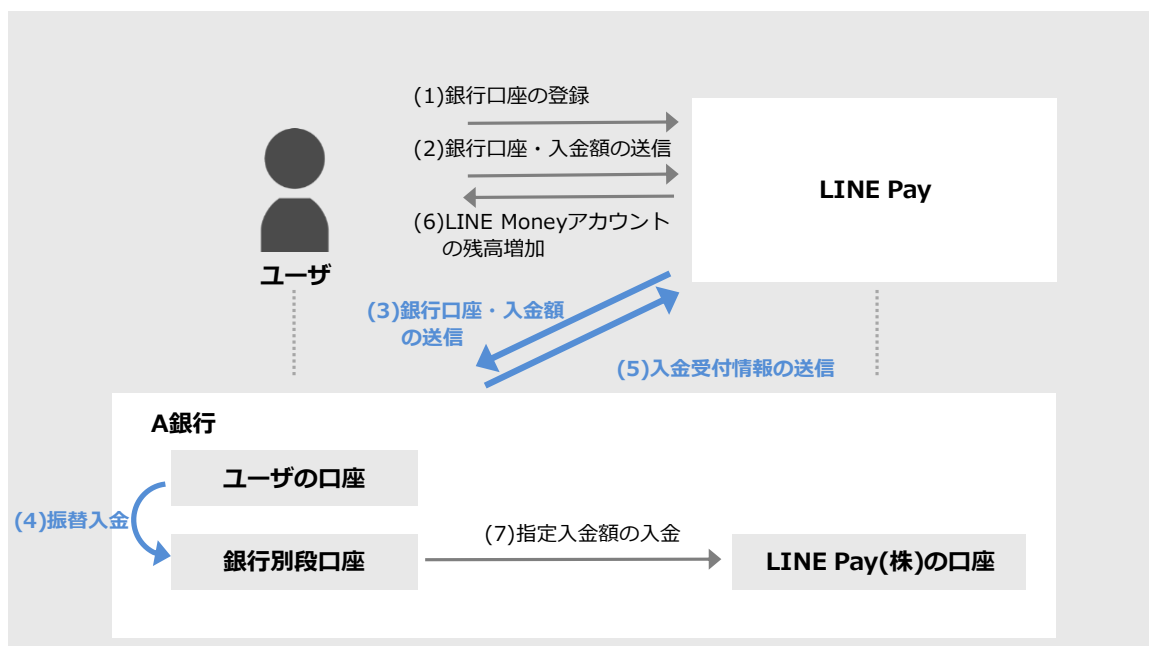 (1)銀行口座の登録
(2)銀行口座・入金額の送信
LINE Pay
(6)LINE Moneyアカウント
の残高増加
ユーザ
(3)銀行口座・入金額
の送信
(5)入金受付情報の送信
A銀行
ユーザの口座
(4)振替入金
(7)指定入金額の入金
銀行別段口座
LINE Pay(株)の口座